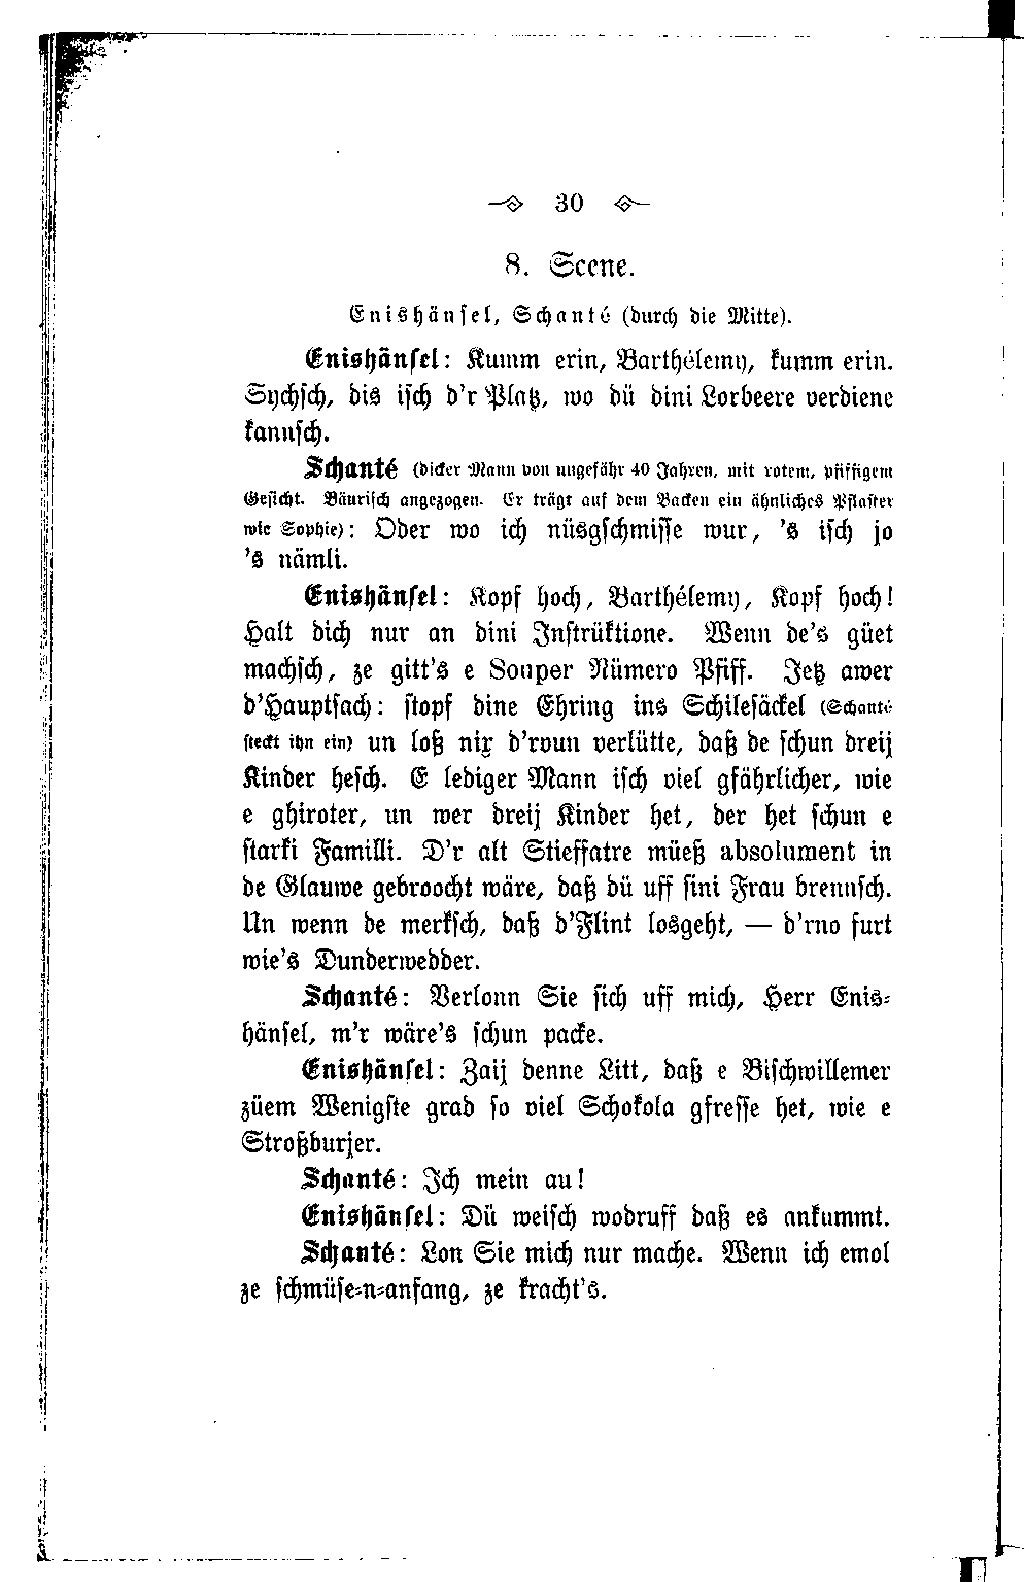 30
8. Scene.
Enishänsel, Schanté (durch die Mitte).
Enishänsel: Kumm erin, Barthélemy, kumm erin.
Sychsch, dis isch d'r Platz, wo dü dini Lorbeere verdiene
kannsch.
Schanté (dicker Mann von ungefähr 40 Jahren, mit rotem, pfiffigem
Gesicht. Bäurisch angezogen. Er trägt auf dem Backen ein ähnliches Pflaster
wie Sophie): Oder wo ich nüsgschmisse wur, 's isch jo
's nämli.
Enishänsel: Kopf hoch, Barthélemy, Kopf hoch!
Halt dich nur an dini Instrüktione. Wenn de's güet
machsch, ze gitt's e Souper Nümero Pfiff. Jetz awer
d'Hauptsach: stopf dine Ehring ins Schilesäckel (Schanté
steckt ihn ein) un loß nix d'rvun verlütte, daß de schun dreij
Kinder hesch. E lediger Mann isch viel gfährlicher, wie
e ghiroter, un wer dreij Kinder het, der het schun e
starki Familli. D'r alt Stieffatre müeß absolument in
de Glauwe gebroocht wäre, daß dü uff sini Frau brennsch.
Un wenn de merksch, daß d'Flint losgeht, — d'rno furt
wie's Dunderwedder.
Schanté: Verlonn Sie sich uff mich, Herr Enis-
hänsel, m'r wäre's schun packe.
Enishänsel: Zaij denne Litt, daß e Bischwillemer
züem Wenigste grad so viel Schokola gfresse het, wie e
Stroßburjer.
Schanté: Ich mein au!
Enishänsel: Dü weisch wodruff daß es ankummt.
Schanté: Lon Sie mich nur mache. Wenn ich emol
ze schmüse-n-anfang, ze kracht's.